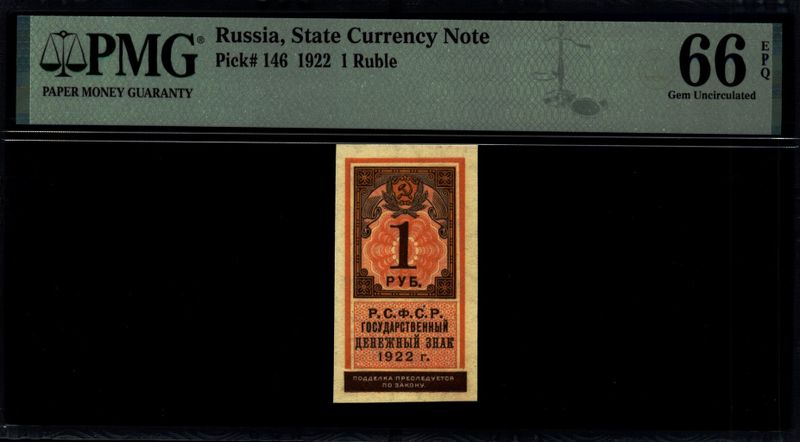 PMG®
PAPER MONEY GUARANTY
Russia, State Currency Note
Pick# 146 1922 1 Ruble
66 EPQ
Gem Uncirculated
1
РУБ.
Р.С.Ф.С.Р.
ГОСУДАРСТВЕННЫЙ
ДЕНЕЖНЫЙ ЗНАК
1922 г.
ПОДДЕЛКА ПРЕСЛЕДУЕТСЯ
ПО ЗАКОНУ.